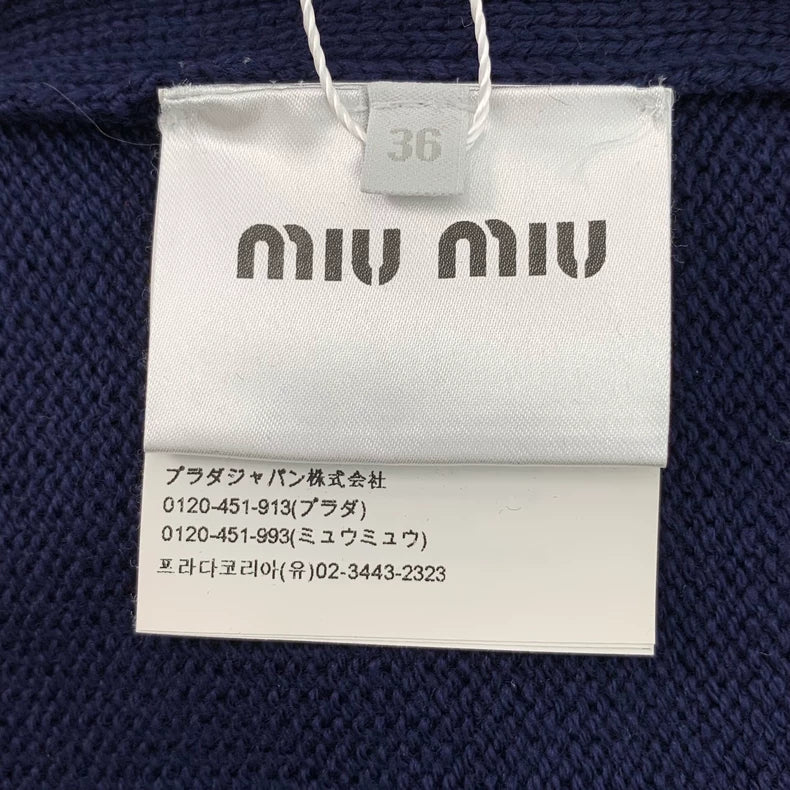 36
miu miu
プラダジャパン株式会社
0120-451-913(プラダ)
0120-451-993(ミュウミュウ)
프라다코리아(유)02-3443-2323